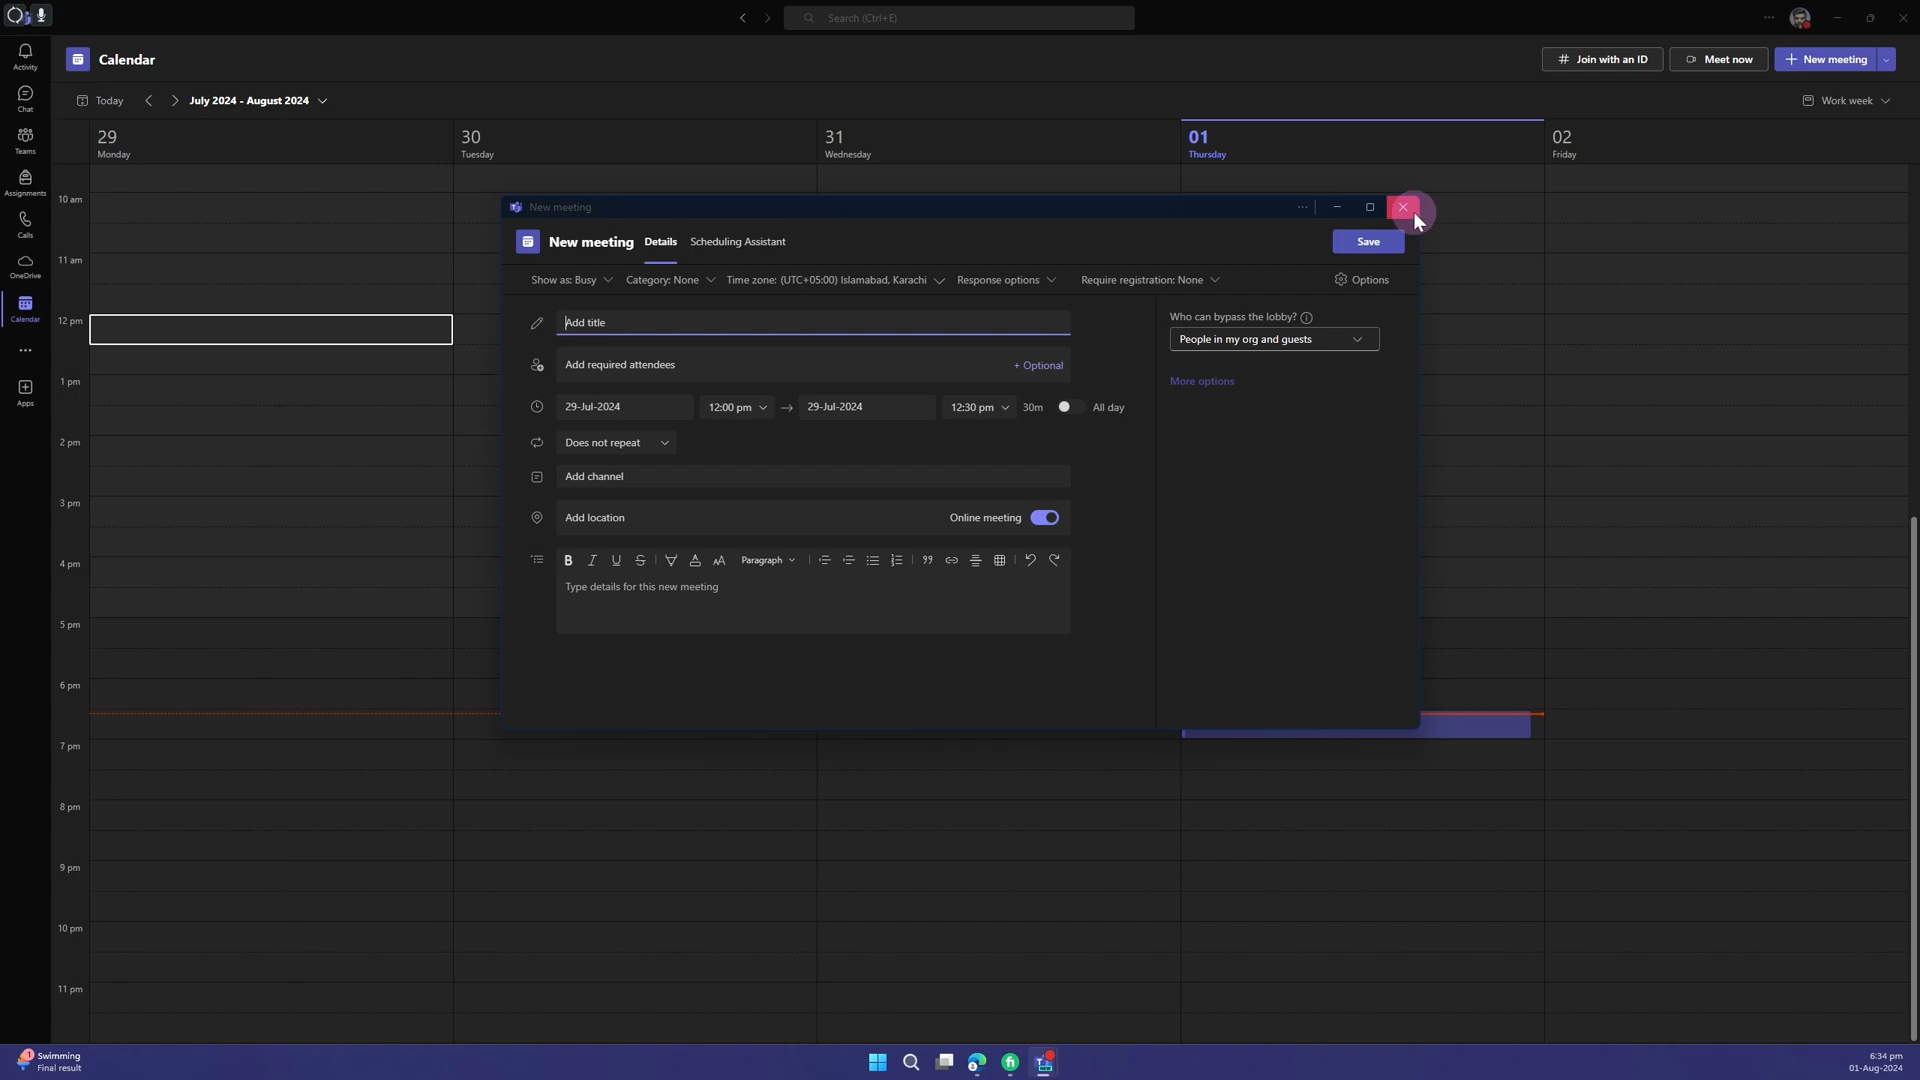 Search (Ctrl+E)
Activity
Chat
Teams
Assignments
Calls
OneDrive
Calendar
Apps
Calendar
Join with an ID
Meet now
New meeting
Today
July 2024 - August 2024
Work week
29
Monday
30
Tuesday
31
Wednesday
01
Thursday
02
Friday
10 am
11 am
12 pm
1 pm
2 pm
3 pm
4 pm
5 pm
6 pm
7 pm
8 pm
9 pm
10 pm
11 pm
New meeting
New meeting Details Scheduling Assistant Save
Show as: Busy Category: None Time zone: (UTC+05:00) Islamabad, Karachi Response options Require registration: None Options
Add title
Add required attendees + Optional
29-Jul-2024 12:00 pm → 29-Jul-2024 12:30 pm 30m All day
Does not repeat
Add channel
Add location Online meeting
B I U S AA Paragraph
Type details for this new meeting
Who can bypass the lobby?
People in my org and guests
More options
1
Swimming
Final result
fi
NEW
6:34 pm
01-Aug-2024